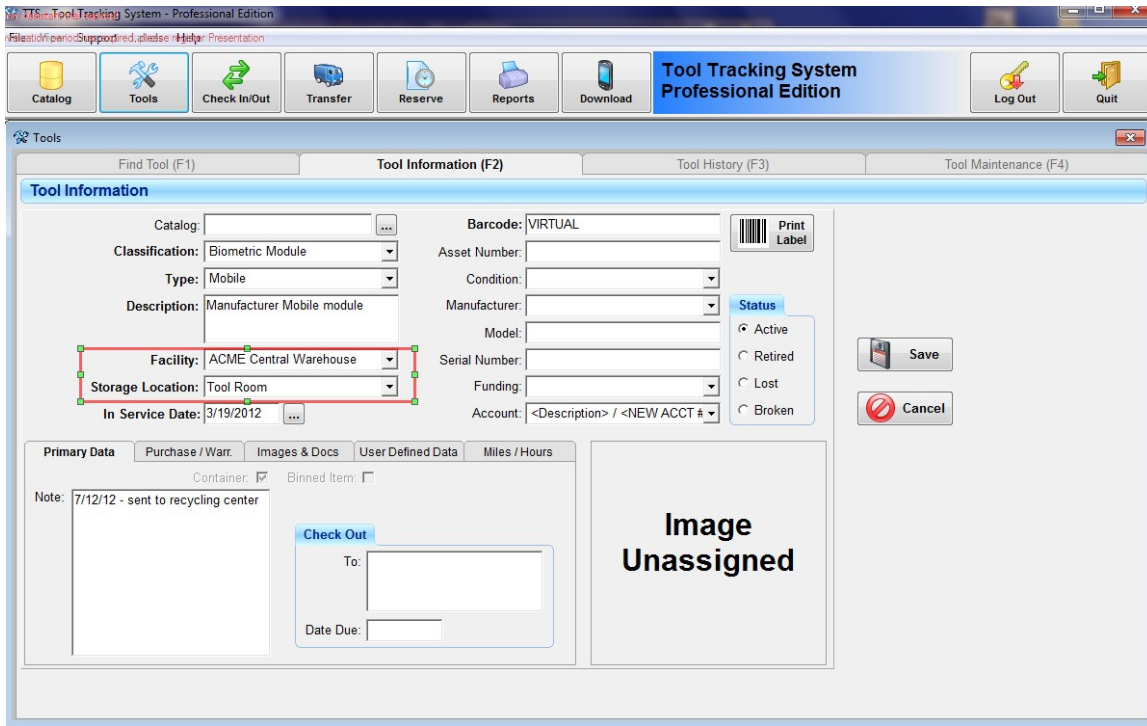 TTS - Tool Tracking System - Professional Edition
Support Help
Presentation
Catalog Tools Check In/Out Transfer Reserve Reports Download
Tool Tracking System
Professional Edition
Log Out Quit
Tools
Find Tool (F1) Tool Information (F2) Tool History (F3) Tool Maintenance (F4)
Tool Information
Catalog: ... Barcode: VIRTUAL Print
Label
Classification: Biometric Module Asset Number:
Type: Mobile Condition:
Description: Manufacturer Mobile module Manufacturer: Status
Model: Active
Facility: ACME Central Warehouse Serial Number: Retired Save
Storage Location: Tool Room Funding: Lost
In Service Date: 3/19/2012 ... Account: <Description> / <NEW ACCT # Broken Cancel
Primary Data Purchase / Warr. Images & Docs User Defined Data Miles / Hours
Container: Binned Item:
Note: 7/12/12 - sent to recycling center
Check Out
To:
Date Due:
Image
Unassigned